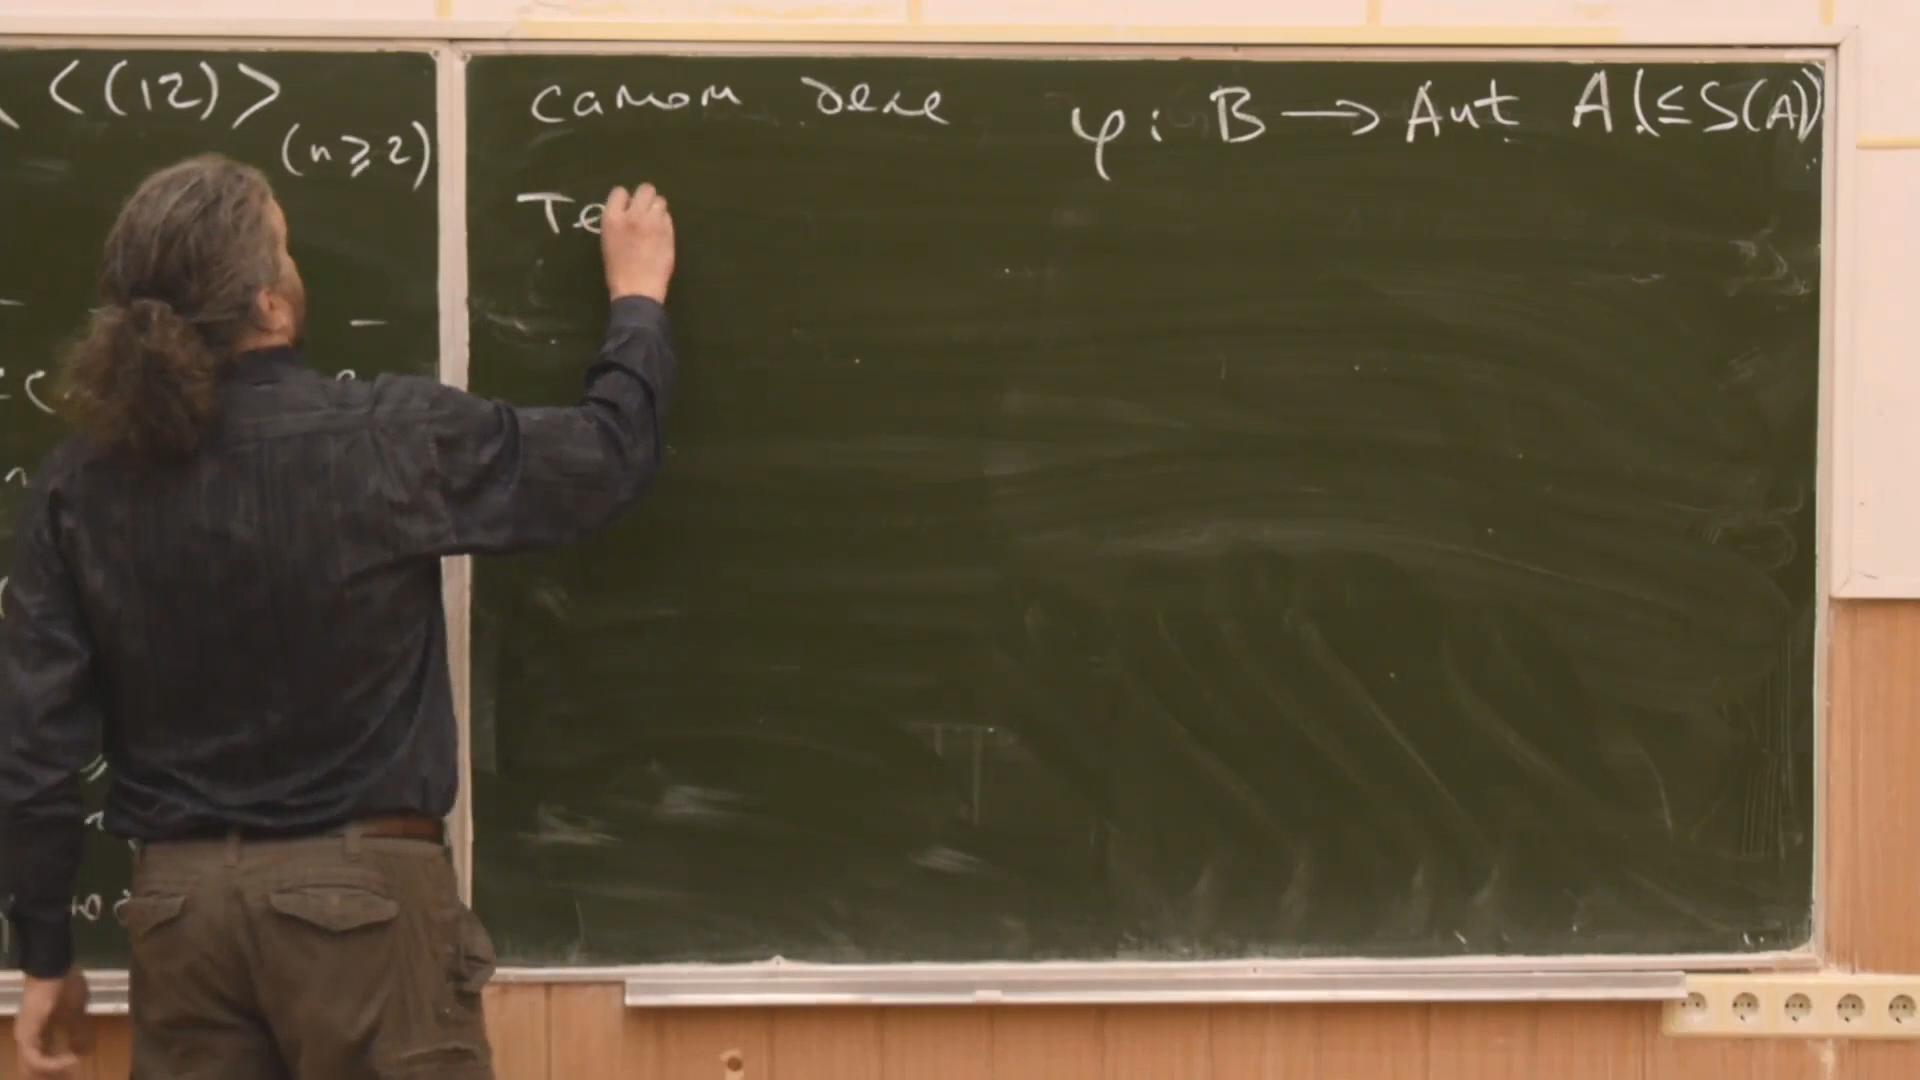 ⟨(12)⟩
(n ≥ 2)
самом деле φ: B → Aut A (≤ S(A))
Те